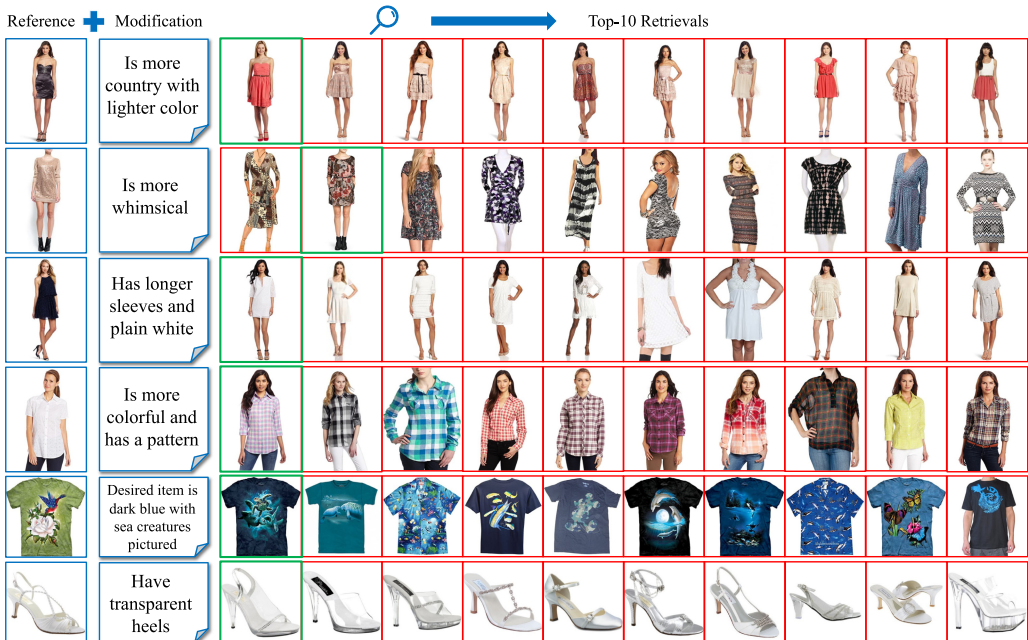 Reference Modification Top-10 Retrievals
Is more
country with
lighter color
Is more
whimsical
Has longer
sleeves and
plain white
Is more
colorful and
has a pattern
Desired item is
dark blue with
sea creatures
pictured
Have
transparent
heels